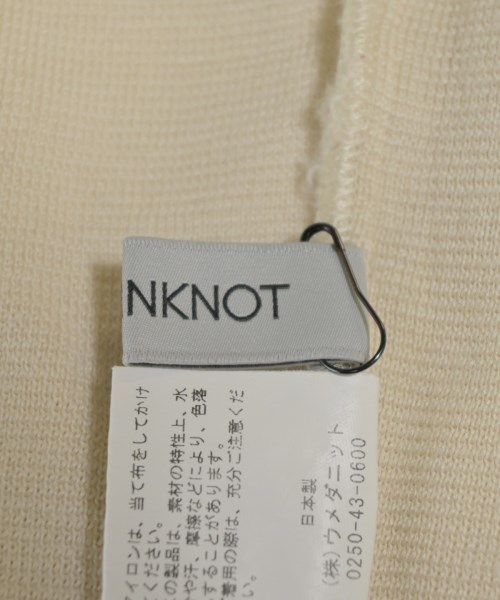 NKNOT
イロンは、当て布をしてかけ
ください。
の製品は、素材の特性上、水
や汗、摩擦などにより、色落
することがあります。
着用の際は、充分ご注意くだ
い。
日本製
(株)ウメダニット
0250-43-0600